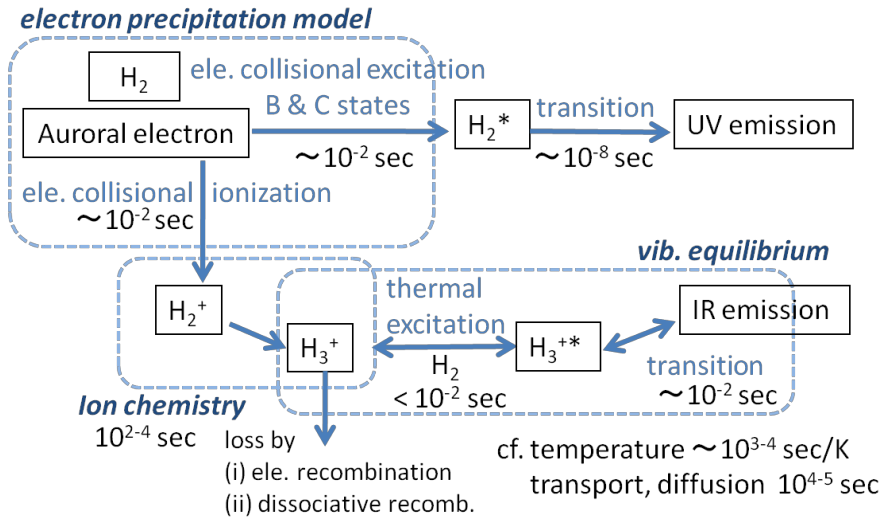 electron precipitation model
H2
ele. collisional excitation
B & C states
Auroral electron
～10-2 sec
H2*
transition
～10-8 sec
UV emission
ele. collisional ionization
～10-2 sec
vib. equilibrium
H2+
H3+
thermal
excitation
H2
< 10-2 sec
H3+*
IR emission
transition
～10-2 sec
Ion chemistry
102-4 sec
loss by
(i) ele. recombination
(ii) dissociative recomb.
cf. temperature ～103-4 sec/K
transport, diffusion 104-5 sec